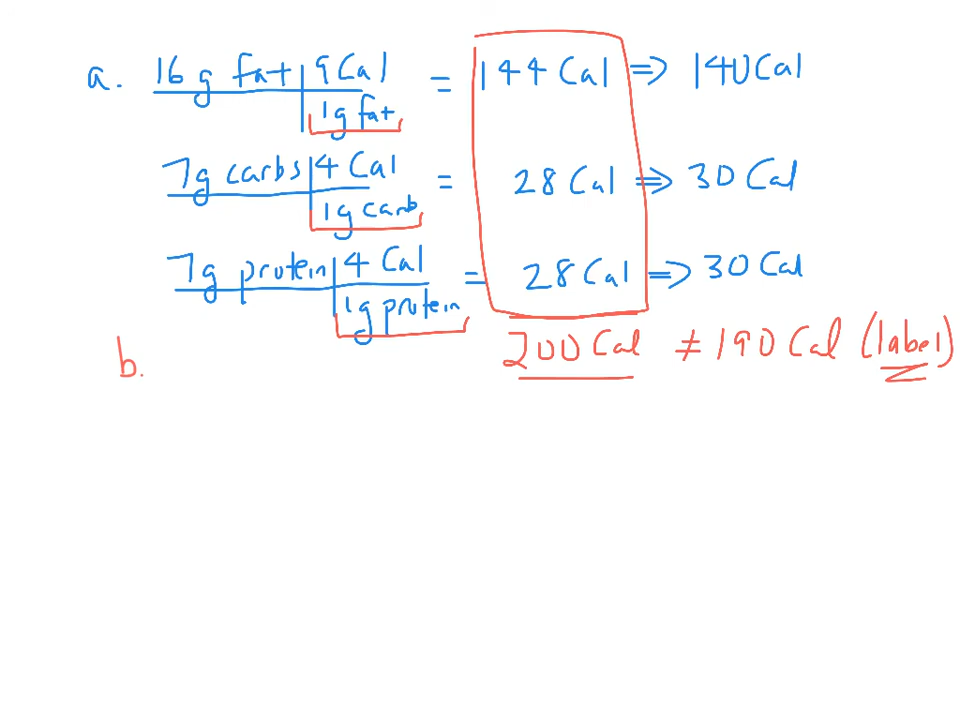 a. 16 g fat | 9 Cal = 144 Cal ⇒ 140 Cal
1g fat
7g carbs | 4 Cal = 28 Cal ⇒ 30 Cal
1g carb
7g protein | 4 Cal = 28 Cal ⇒ 30 Cal
1g protein
b. 200 Cal ≠ 190 Cal (label)